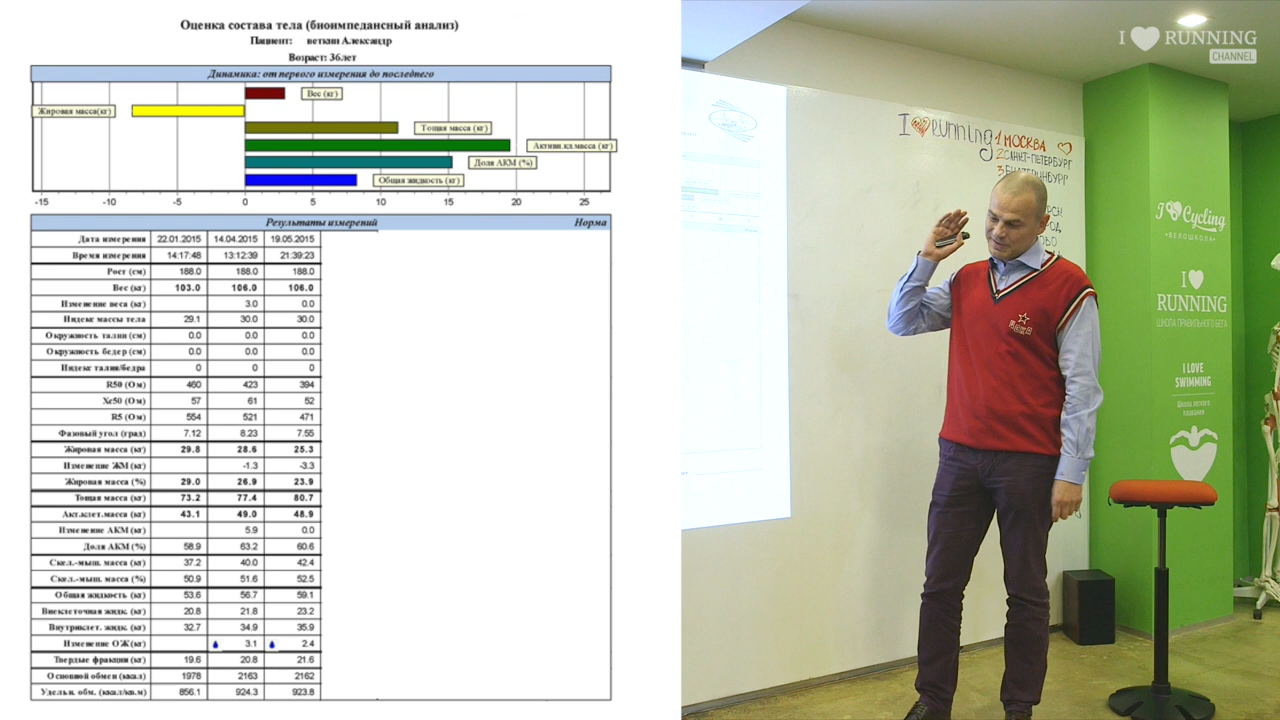 Оценка состава тела (биоимпедансный анализ)
Пациент: веткин Александр
Возраст: 36лет
Динамика: от первого измерения до последнего
Вес (кг)
Жировая масса(кг)
Тощая масса (кг)
Активн.кл.масса (кг)
Доля АКМ (%)
Общая жидкость (кг)
-15 -10 -5 0 5 10 15 20 25
Результаты измерений Норма
Дата измерения 22.01.2015 14.04.2015 19.05.2015
Время измерения 14:17:48 13:12:39 21:39:23
Рост (см) 188.0 188.0 188.0
Вес (кг) 103.0 106.0 106.0
Изменение веса (кг) 3.0 0.0
Индекс массы тела 29.1 30.0 30.0
Окружность талии (см) 0.0 0.0 0.0
Окружность бедер (см) 0.0 0.0 0.0
Индекс талия/бедра 0 0 0
R50 (Ом) 460 423 394
Xc50 (Ом) 57 61 52
R5 (Ом) 554 521 471
Фазовый угол (град) 7.12 8.23 7.55
Жировая масса (кг) 29.8 28.6 25.3
Изменение ЖМ (кг) -1.3 -3.3
Жировая масса (%) 29.0 26.9 23.9
Тощая масса (кг) 73.2 77.4 80.7
Акт.клет.масса (кг) 43.1 49.0 48.9
Изменение АКМ (кг) 5.9 0.0
Доля АКМ (%) 58.9 63.2 60.6
Скел.-мыш. масса (кг) 37.2 40.0 42.4
Скел.-мыш. масса (%) 50.9 51.6 52.5
Общая жидкость (кг) 53.6 56.7 59.1
Внеклеточная жидк. (кг) 20.8 21.8 23.2
Внутриклет. жидк. (кг) 32.7 34.9 35.9
Изменение ОЖ (кг) 3.1 2.4
Твердые фракции (кг) 19.6 20.8 21.6
Основной обмен (ккал) 1978 2163 2162
Удельн. обм. (ккал/кв.м) 856.1 924.3 923.8
I RUNNING
CHANNEL
I Running
1 МОСКВА
2 САНКТ-ПЕТЕРБУРГ
3 ЕКАТЕРИНБУРГ
ЦСКА
I Cycling
ВЕЛОШКОЛА
I
RUNNING
ШКОЛА ПРАВИЛЬНОГО БЕГА
I LOVE
SWIMMING
Школа легкого
плавания